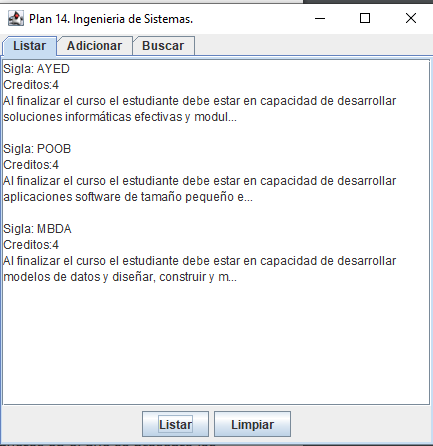 Plan 14. Ingenieria de Sistemas.
Listar Adicionar Buscar
Sigla: AYED
Creditos:4
Al finalizar el curso el estudiante debe estar en capacidad de desarrollar
soluciones informáticas efectivas y modul...
Sigla: POOB
Creditos:4
Al finalizar el curso el estudiante debe estar en capacidad de desarrollar
aplicaciones software de tamaño pequeño e...
Sigla: MBDA
Creditos:4
Al finalizar el curso el estudiante debe estar en capacidad de desarrollar
modelos de datos y diseñar, construir y m...
Listar Limpiar